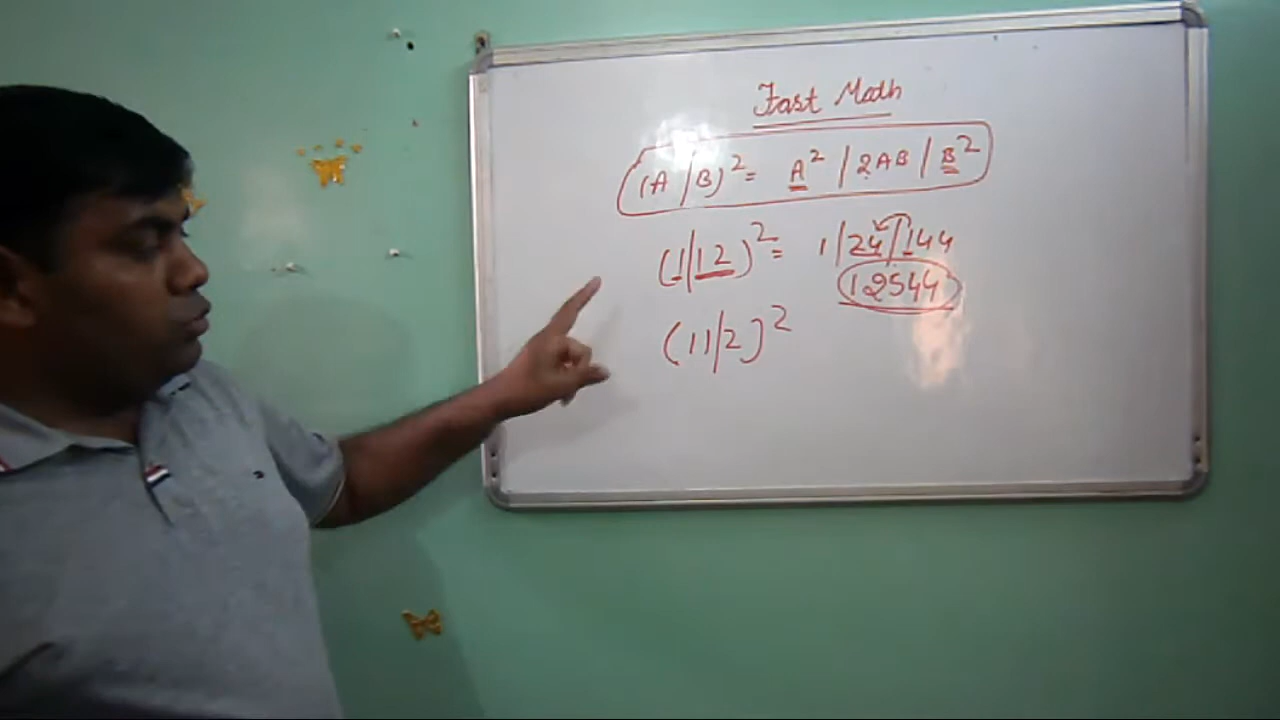 Fast Math
(A/B)² = A² / 2AB / B²
(1/12)² = 1/24/144
12544
(11/2)²